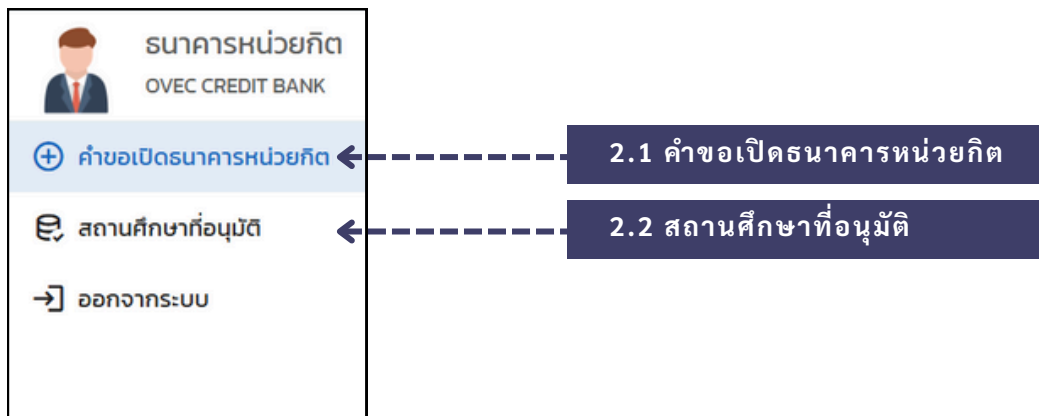 ธนาคารหน่วยกิต
OVEC CREDIT BANK
คำขอเปิดธนาคารหน่วยกิต
2.1 คำขอเปิดธนาคารหน่วยกิต
สถานศึกษาที่อนุมัติ
2.2 สถานศึกษาที่อนุมัติ
ออกจากระบบ